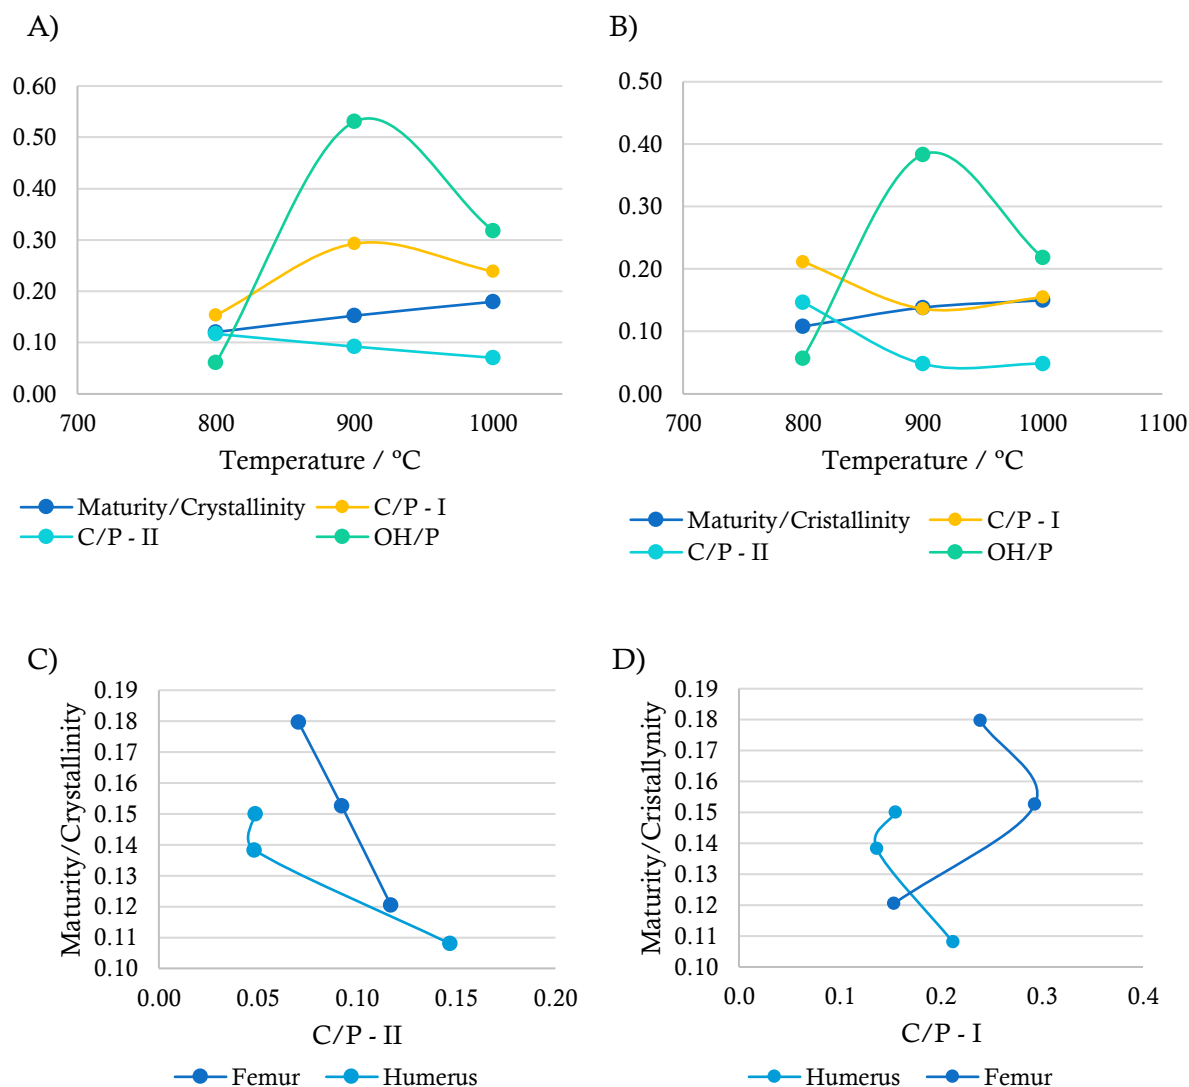 A)
0.60
0.50
0.40
0.30
0.20
0.10
0.00
700 800 900 1000
Temperature / ºC
Maturity/Crystallinity C/P - I
C/P - II OH/P
B)
0.50
0.40
0.30
0.20
0.10
0.00
700 800 900 1000 1100
Temperature / ºC
Maturity/Cristallinity C/P - I
C/P - II OH/P
C)
Maturity/Crystallinity
0.19
0.18
0.17
0.16
0.15
0.14
0.13
0.12
0.11
0.10
0.00 0.05 0.10 0.15 0.20
C/P - II
Femur Humerus
D)
Maturity/Cristallynity
0.19
0.18
0.17
0.16
0.15
0.14
0.13
0.12
0.11
0.10
0.0 0.1 0.2 0.3 0.4
C/P - I
Humerus Femur